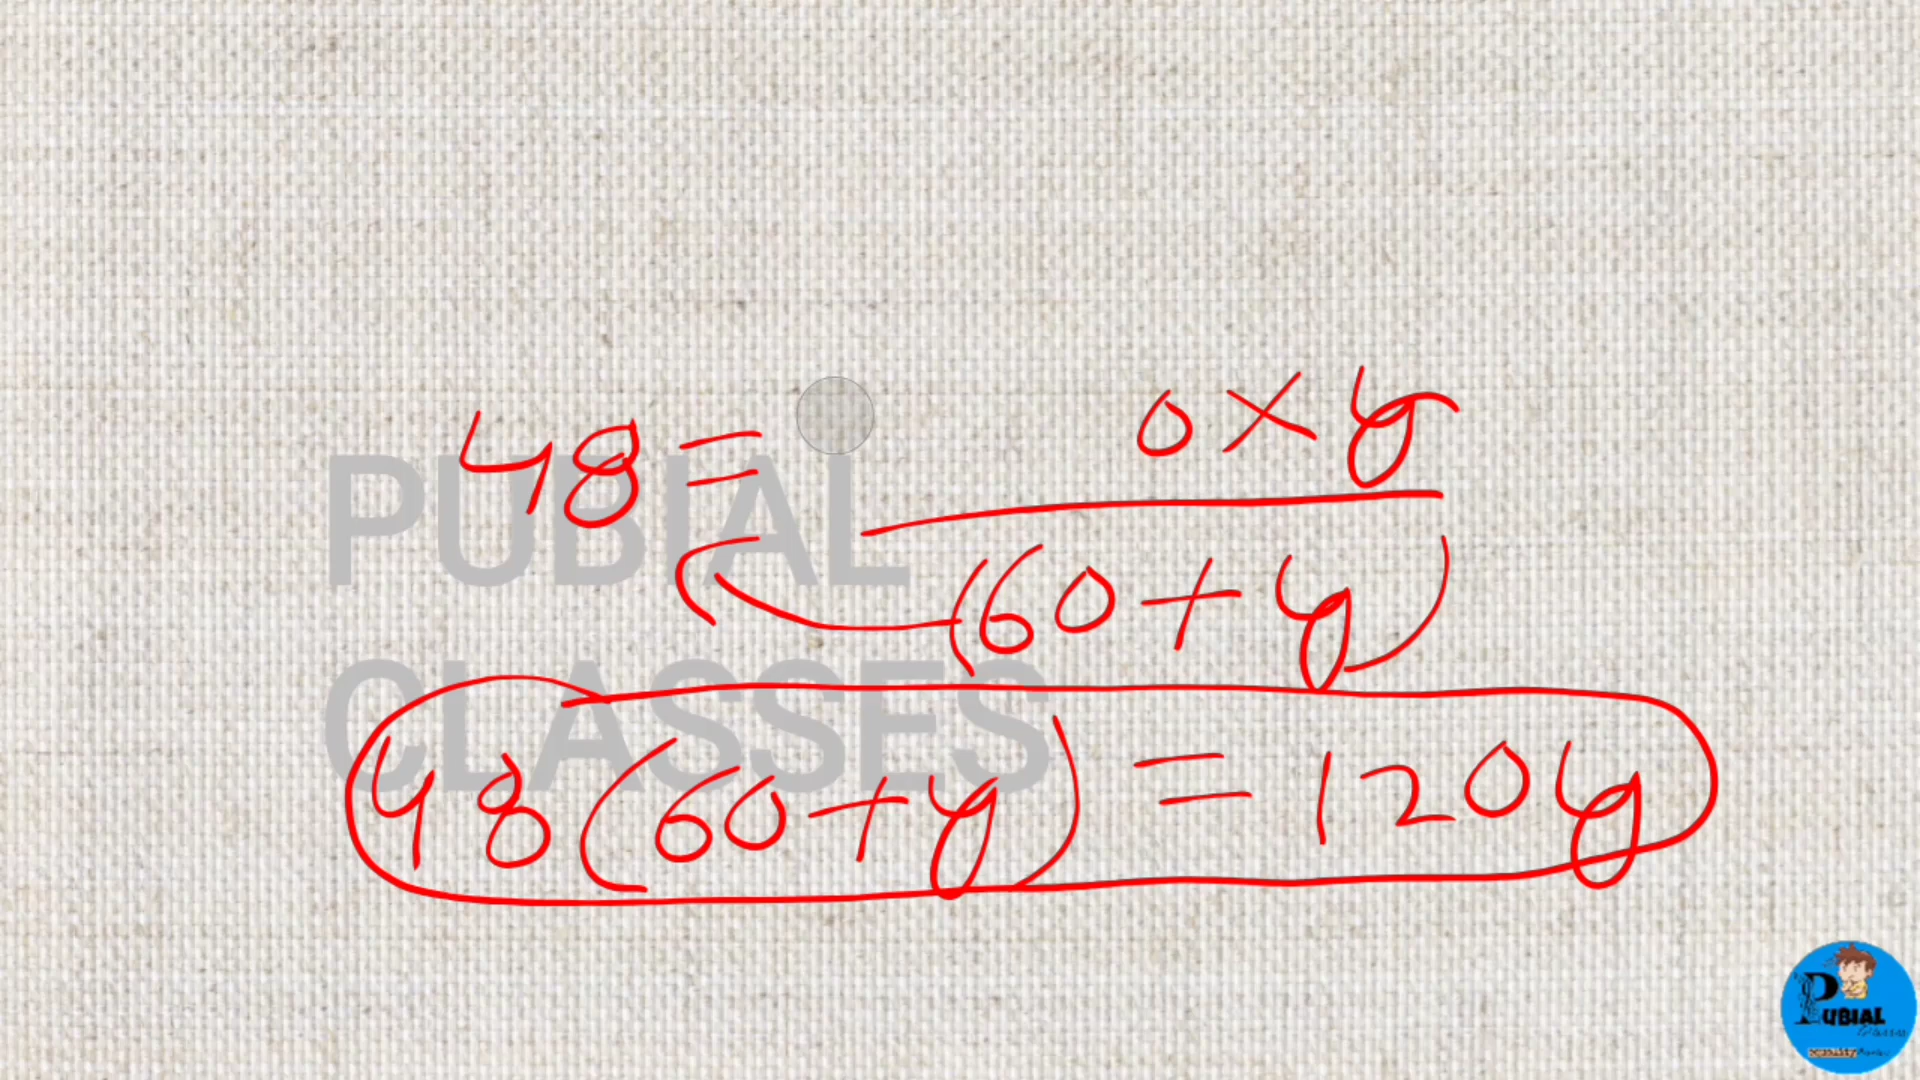 48 = 0 × y
(60 + y)
48(60 + y) = 120y
PUBIAL
CLASSES
PUBIAL